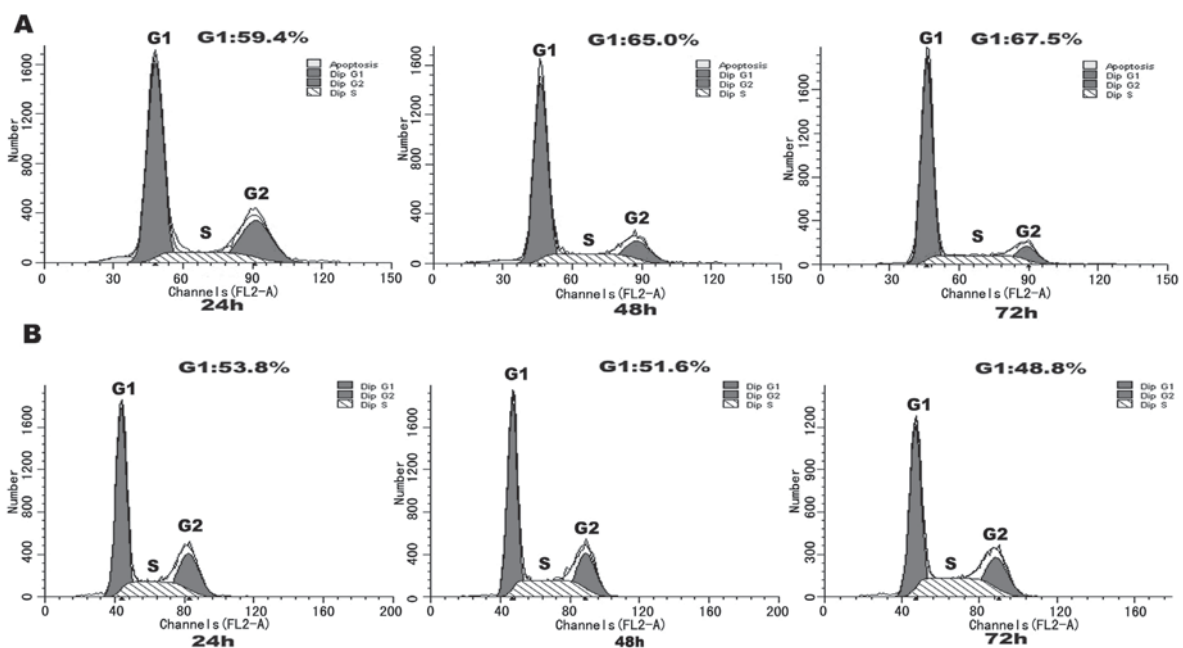 A
G1:59.4%
G1
Apoptosis
Dip G1
Dip G2
Dip S
G2
S
Number
1600
1200
800
400
0
0 30 60 90 120 150
Channels(FL2-A)
24h
G1:65.0%
G1
Apoptosis
Dip G1
Dip G2
Dip S
G2
S
Number
1600
1200
800
400
0
0 30 60 90 120 150
Channels(FL2-A)
48h
G1:67.5%
G1
Apoptosis
Dip G1
Dip G2
Dip S
G2
S
Number
1600
1200
800
400
0
0 30 60 90 120 150
Channels(FL2-A)
72h
B
G1:53.8%
G1
Dip G1
Dip G2
Dip S
G2
S
Number
1600
1200
800
400
0
0 40 80 120 160 200
Channels(FL2-A)
24h
G1:51.6%
G1
Dip G1
Dip G2
Dip S
G2
S
Number
1600
1200
800
400
0
0 40 80 120 160 200
Channels(FL2-A)
48h
G1:48.8%
G1
Dip G1
Dip G2
Dip S
G2
S
Number
1200
900
600
300
0
0 40 80 120 160
Channels(FL2-A)
72h